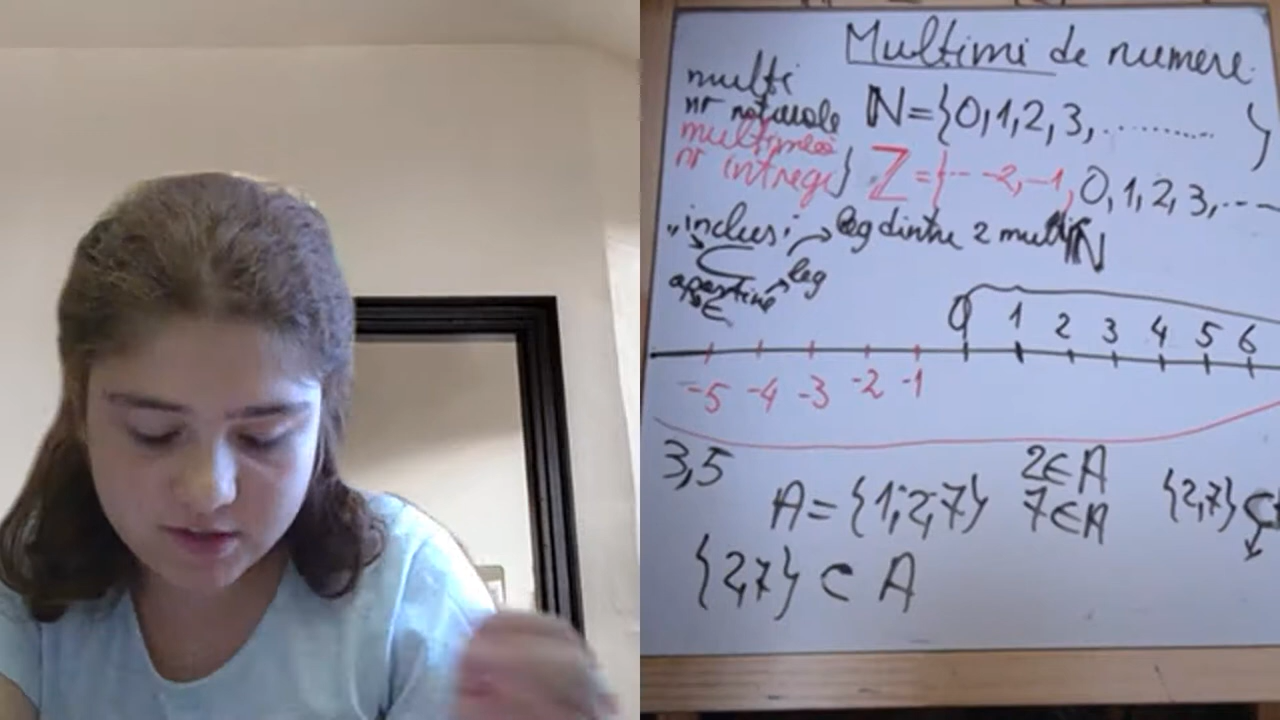 Multimi de numere
multi
nr naturale N={0,1,2,3,..........}
multimea
nr intregi} Z={--- -2,-1,0,1,2,3,.---
"inclus: → leg dintre 2 multi
⊂ → leg
apartine
∈
N
0 1 2 3 4 5 6
-5 -4 -3 -2 -1
3,5
A={1;2;7} 2∈A {2,7}
7∈A
{2,7} ⊂ A